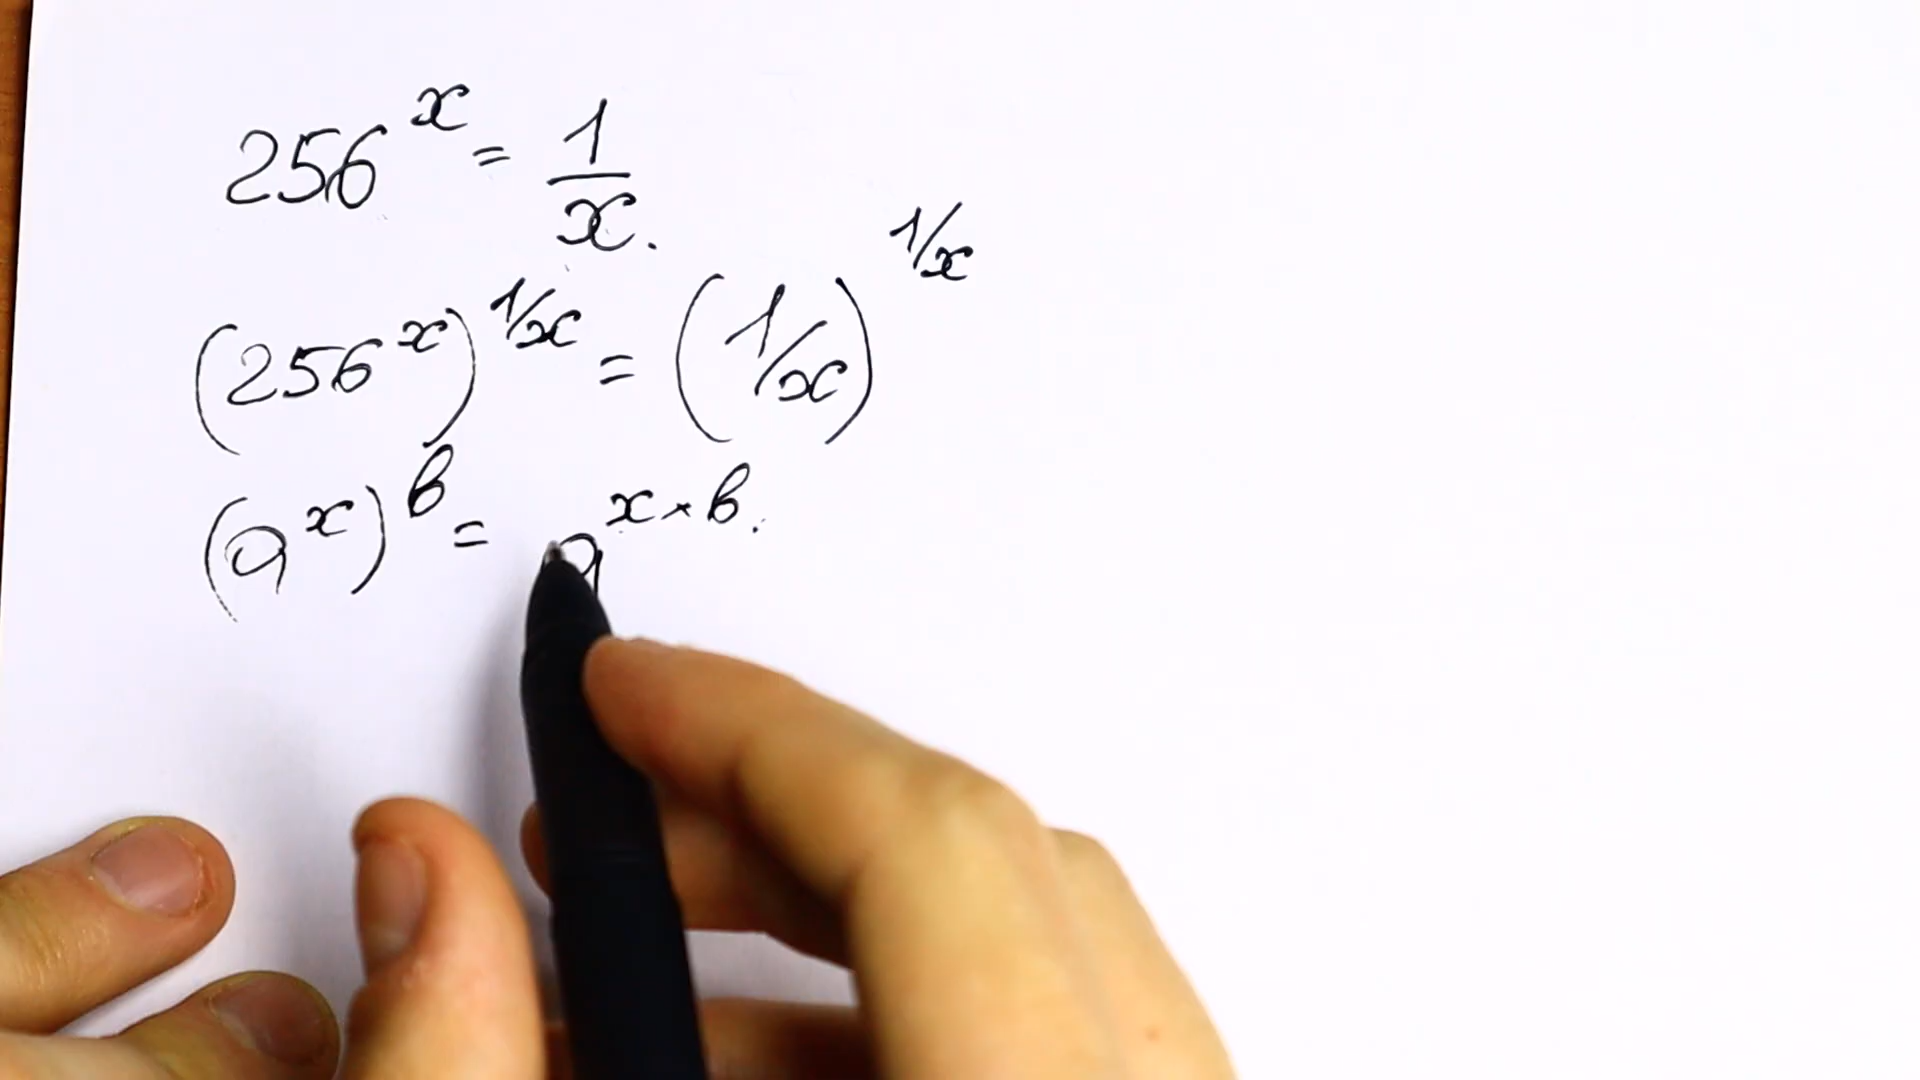 256^x = 1/x.
(256^x)^1/x = (1/x)^1/x
(a^x)^b = a^x×b.